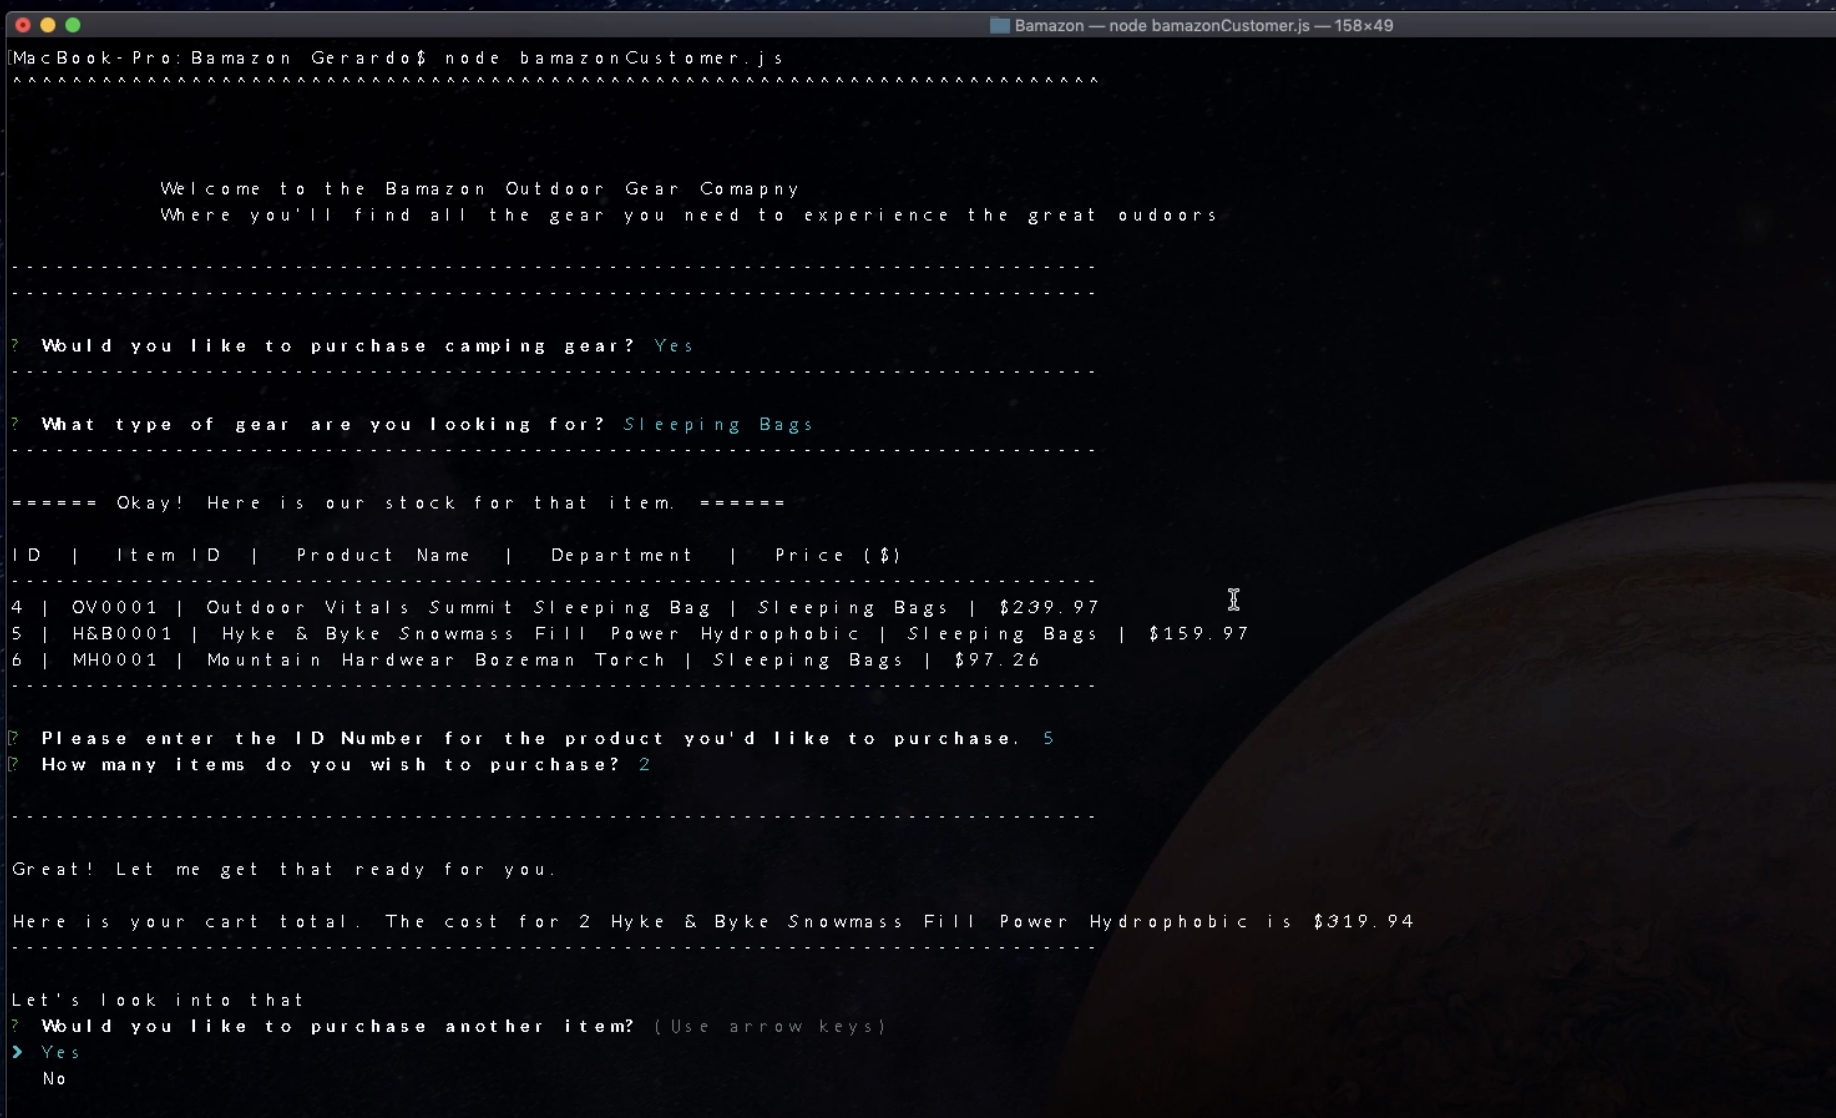 Bamazon — node bamazonCustomer.js — 158×49
[MacBook-Pro:Bamazon Gerardo$ node bamazonCustomer.js
^^^^^^^^^^^^^^^^^^^^^^^^^^^^^^^^^^^^^^^^^^^^^^^^^^^^^^^^^^^^^^^^^^^^^^^^^
Welcome to the Bamazon Outdoor Gear Comapny
Where you'll find all the gear you need to experience the great oudoors
-------------------------------------------------------------------------
-------------------------------------------------------------------------
? Would you like to purchase camping gear? Yes
-------------------------------------------------------------------------
? What type of gear are you looking for? Sleeping Bags
-------------------------------------------------------------------------
====== Okay! Here is our stock for that item. ======
ID | Item ID | Product Name | Department | Price ($)
-------------------------------------------------------------------------
4 | OV0001 | Outdoor Vitals Summit Sleeping Bag | Sleeping Bags | $239.97
5 | H&B0001 | Hyke & Byke Snowmass Fill Power Hydrophobic | Sleeping Bags | $159.97
6 | MH0001 | Mountain Hardwear Bozeman Torch | Sleeping Bags | $97.26
-------------------------------------------------------------------------
[? Please enter the ID Number for the product you'd like to purchase. 5
[? How many items do you wish to purchase? 2
-------------------------------------------------------------------------
Great! Let me get that ready for you.
Here is your cart total. The cost for 2 Hyke & Byke Snowmass Fill Power Hydrophobic is $319.94
-------------------------------------------------------------------------
Let's look into that
? Would you like to purchase another item? (Use arrow keys)
❯ Yes
No